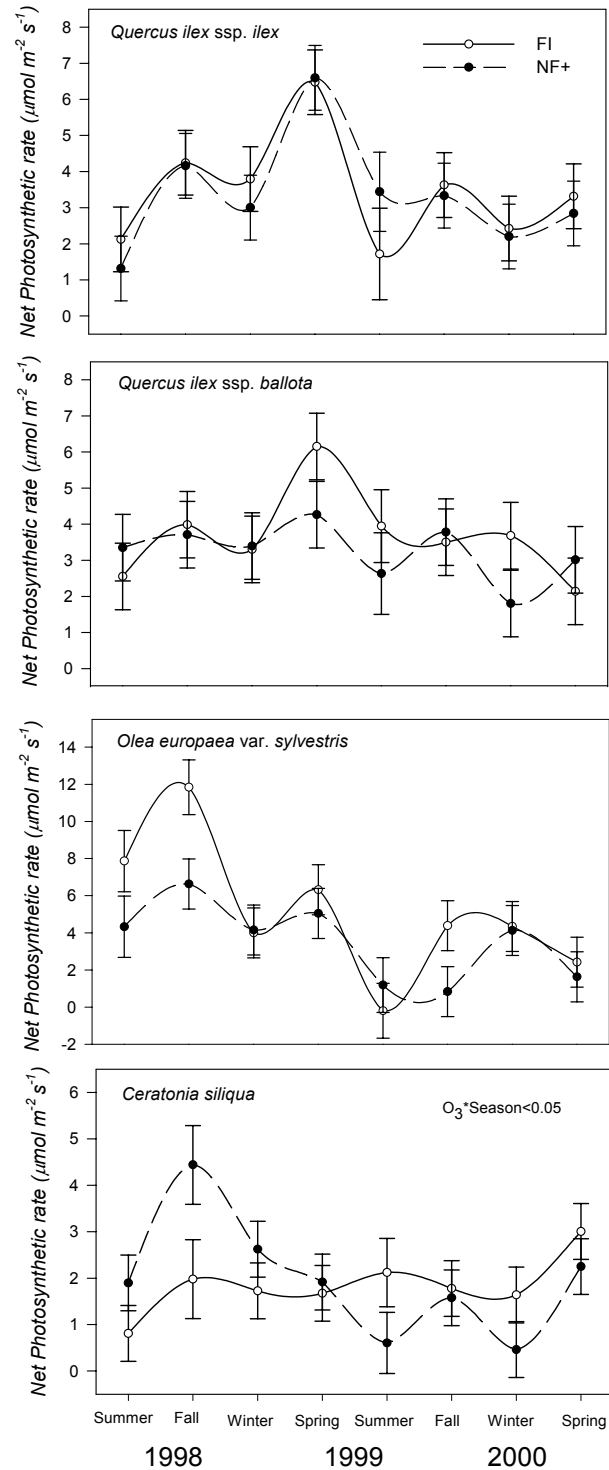 Quercus ilex ssp. ilex
FI
NF+
8
7
6
5
4
3
2
1
0
Net Photosynthetic rate (μmol m-2 s-1)
Quercus ilex ssp. ballota
8
7
6
5
4
3
2
1
0
Net Photosynthetic rate (μmol m-2 s-1)
Olea europaea var. sylvestris
14
12
10
8
6
4
2
0
-2
Net Photosynthetic rate (μmol m-2 s-1)
Ceratonia siliqua
O3*Season<0.05
6
5
4
3
2
1
0
Net Photosynthetic rate (μmol m-2 s-1)
Summer Fall Winter Spring Summer Fall Winter Spring
1998 1999 2000